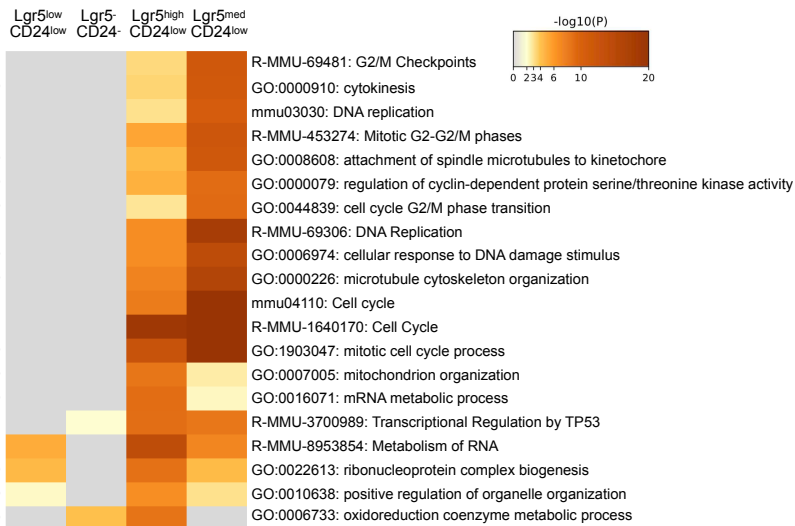 Lgr5low Lgr5- Lgr5high Lgr5med
CD24low CD24- CD24low CD24low
-log10(P)
0 2 3 4 6 10 20
R-MMU-69481: G2/M Checkpoints
GO:0000910: cytokinesis
mmu03030: DNA replication
R-MMU-453274: Mitotic G2-G2/M phases
GO:0008608: attachment of spindle microtubules to kinetochore
GO:0000079: regulation of cyclin-dependent protein serine/threonine kinase activity
GO:0044839: cell cycle G2/M phase transition
R-MMU-69306: DNA Replication
GO:0006974: cellular response to DNA damage stimulus
GO:0000226: microtubule cytoskeleton organization
mmu04110: Cell cycle
R-MMU-1640170: Cell Cycle
GO:1903047: mitotic cell cycle process
GO:0007005: mitochondrion organization
GO:0016071: mRNA metabolic process
R-MMU-3700989: Transcriptional Regulation by TP53
R-MMU-8953854: Metabolism of RNA
GO:0022613: ribonucleoprotein complex biogenesis
GO:0010638: positive regulation of organelle organization
GO:0006733: oxidoreduction coenzyme metabolic process